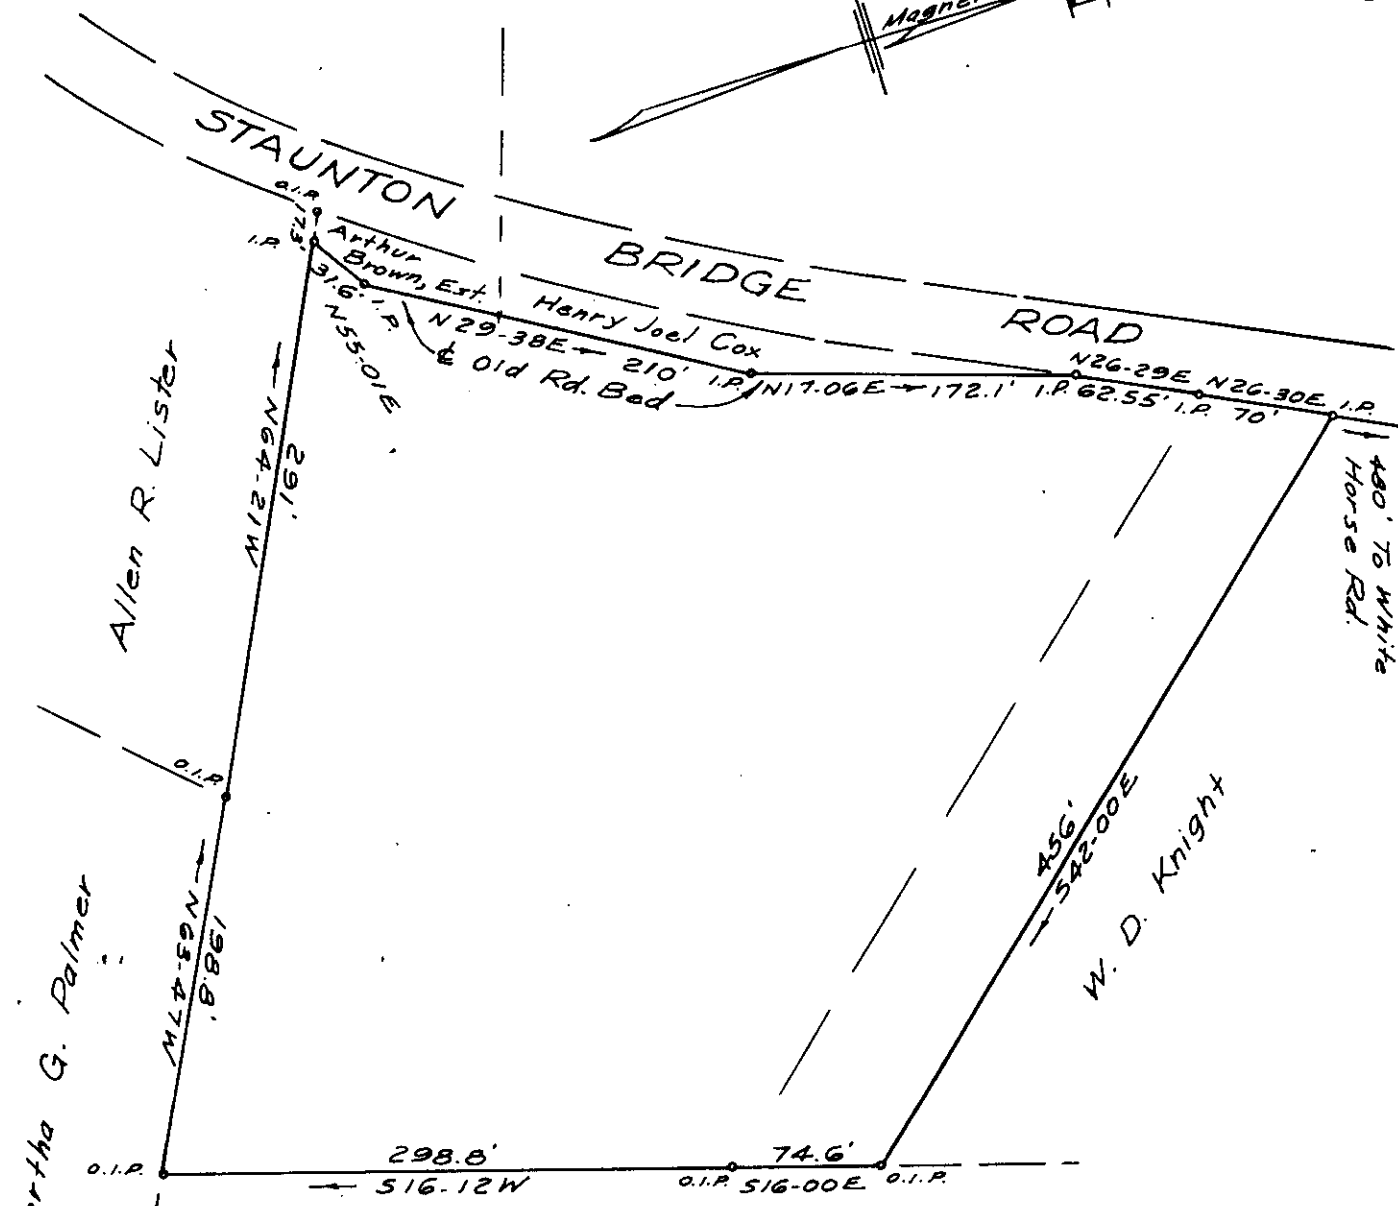 STAUNTON
BRIDGE
ROAD
O.I.P.
17.3'
I.P.
Arthur
Brown, Est.
31.6'
I.P.
N55-01E
Henry Joel Cox
N29-38E
210'
I.P.
₵ Old Rd. Bed
N17.06E
172.1'
I.P.
N26-29E
62.55'
I.P.
N26-30E
70'
I.P.
480' To White
Horse Rd.
Allen R. Lister
291'
N64-21W
O.I.P.
198.8'
N63-47W
G. Palmer
456'
S42-00E
W. D. Knight
O.I.P.
298.8'
S16-12W
O.I.P.
74.6'
S16-00E
O.I.P.